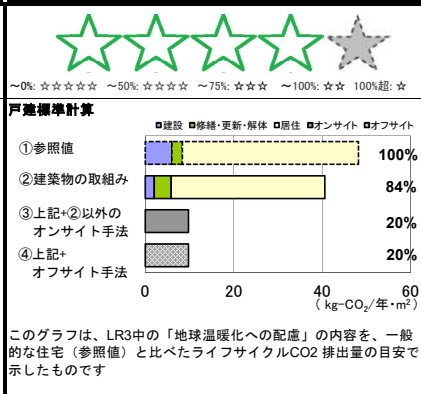 ～0%: ☆☆☆☆☆ ～50%: ☆☆☆☆ ～75%: ☆☆☆ ～100%: ☆☆ 100%超: ☆
戸建標準計算
■建設 ■修繕・更新・解体 ■居住 ■オンサイト ■オフサイト
①参照値 100%
②建築物の取組み 84%
③上記+②以外の
オンサイト手法 20%
④上記+
オフサイト手法 20%
0 20 40 60
( kg-CO₂/年・m²)
このグラフは、LR3中の「地球温暖化への配慮」の内容を、一般
的な住宅（参照値）と比べたライフサイクルCO2 排出量の目安で
示したものです